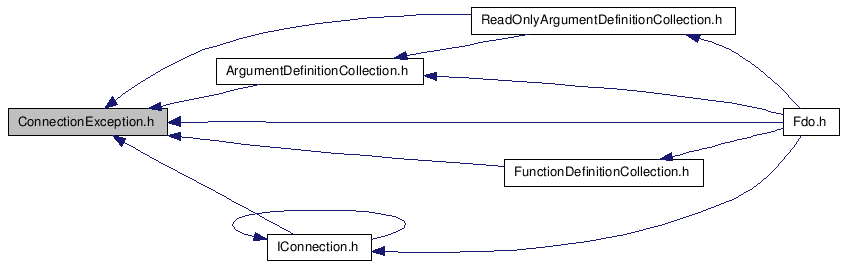 ReadOnlyArgumentDefinitionCollection.h
ArgumentDefinitionCollection.h
ConnectionException.h
Fdo.h
FunctionDefinitionCollection.h
IConnection.h